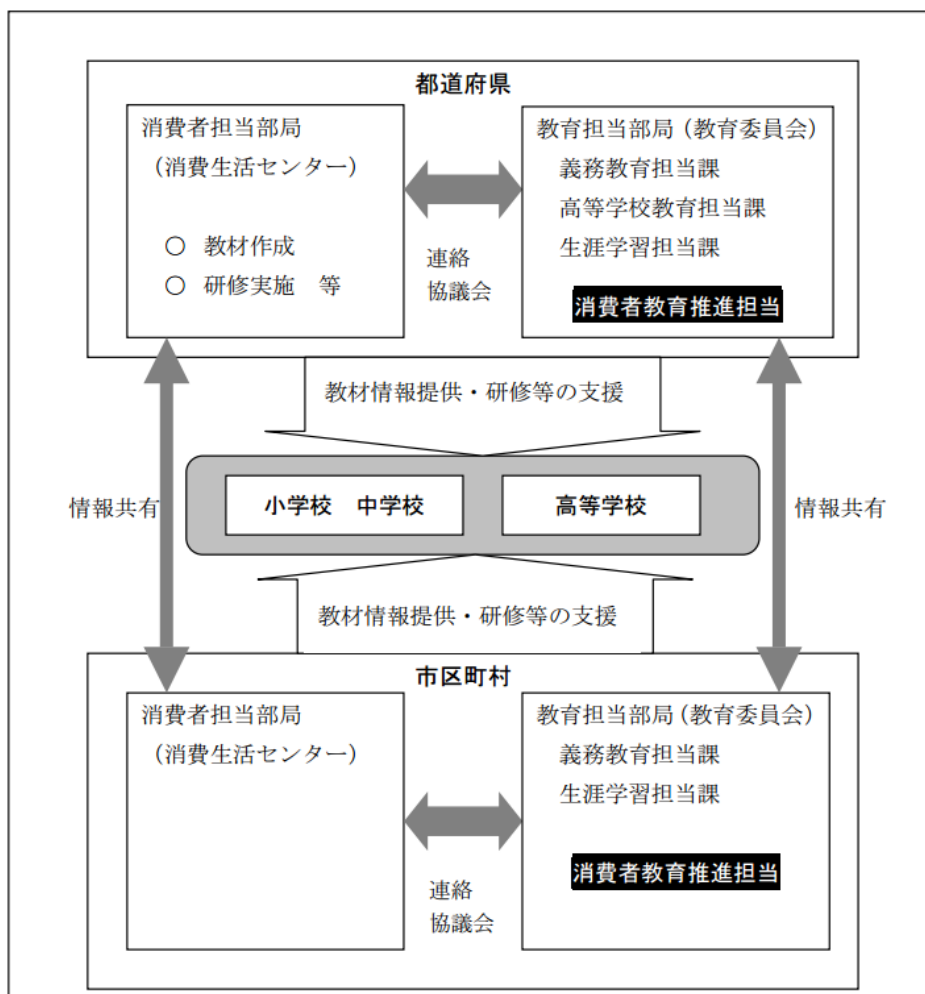 都道府県
消費者担当部局
（消費生活センター）
○ 教材作成
○ 研修実施　等
連絡
協議会
教育担当部局（教育委員会）
義務教育担当課
高等学校教育担当課
生涯学習担当課
消費者教育推進担当
教材情報提供・研修等の支援
情報共有
小学校　中学校
高等学校
情報共有
教材情報提供・研修等の支援
市区町村
消費者担当部局
（消費生活センター）
連絡
協議会
教育担当部局（教育委員会）
義務教育担当課
生涯学習担当課
消費者教育推進担当